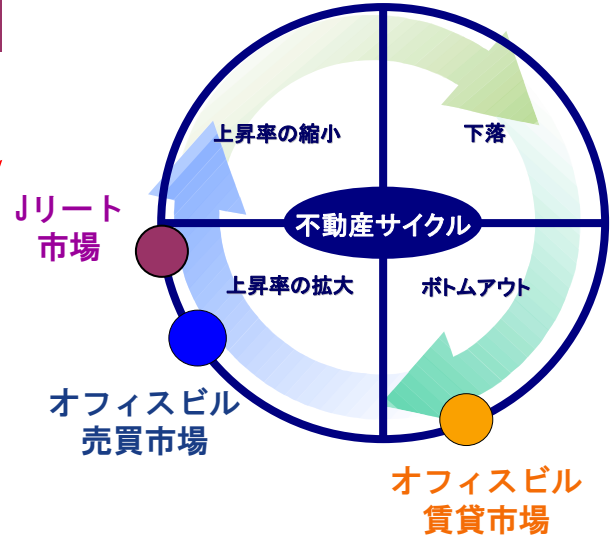 上昇率の縮小
下落
Jリート
市場
不動産サイクル
上昇率の拡大
ボトムアウト
オフィスビル
売買市場
オフィスビル
賃貸市場